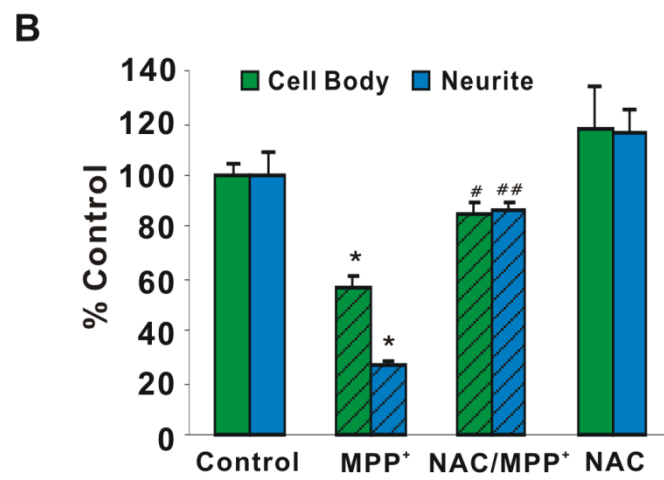 B
140
Cell Body Neurite
120
100
# ##
80
*
60
40
*
20
0
% Control
Control MPP⁺ NAC/MPP⁺ NAC